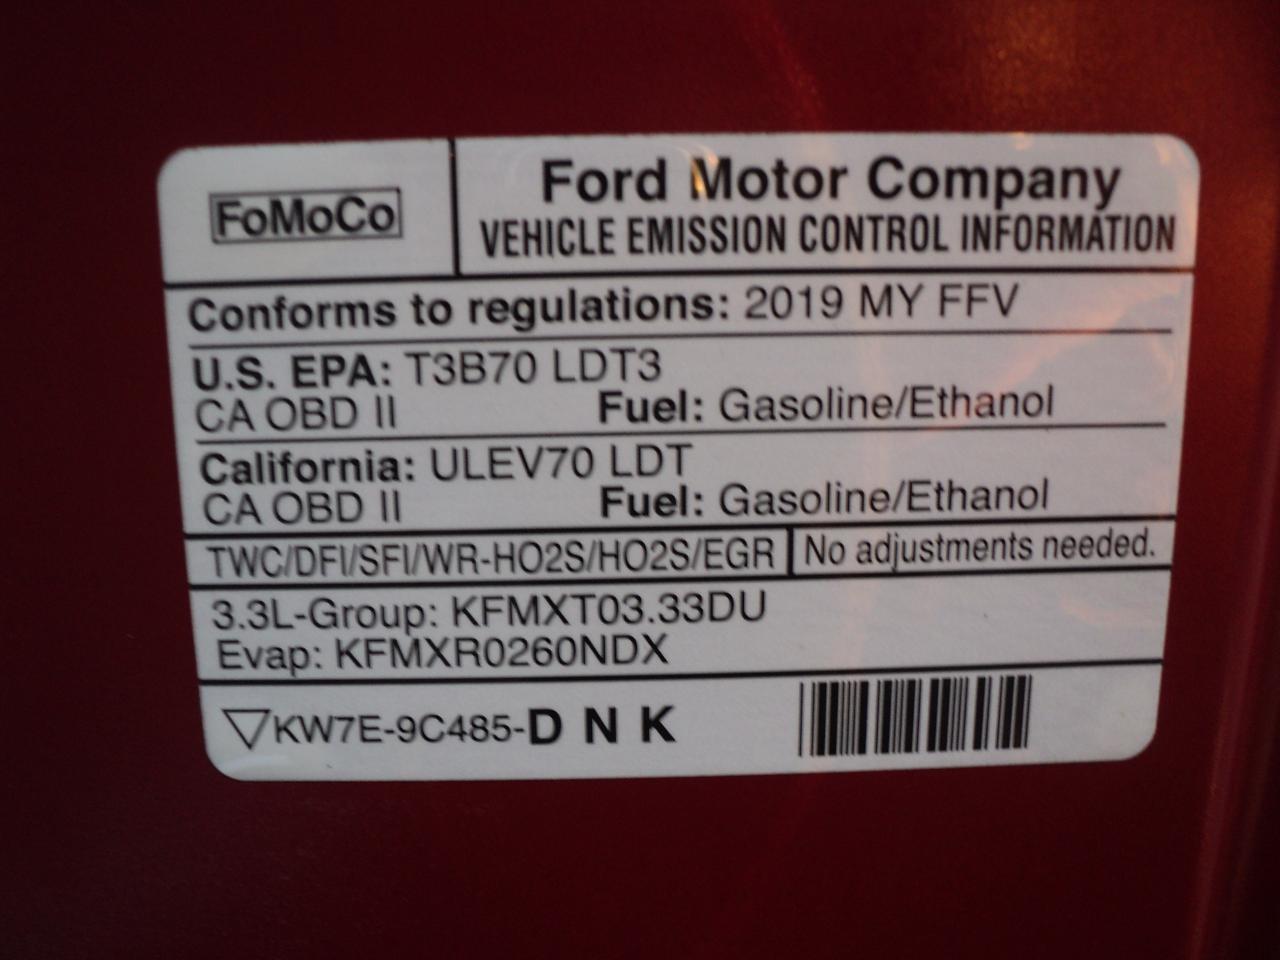 FoMoCo
Ford Motor Company
VEHICLE EMISSION CONTROL INFORMATION
Conforms to regulations: 2019 MY FFV
U.S. EPA: T3B70 LDT3
CA OBD II Fuel: Gasoline/Ethanol
California: ULEV70 LDT
CA OBD II Fuel: Gasoline/Ethanol
TWC/DFI/SFI/WR-HO2S/HO2S/EGR No adjustments needed.
3.3L-Group: KFMXT03.33DU
Evap: KFMXR0260NDX
KW7E-9C485-D N K